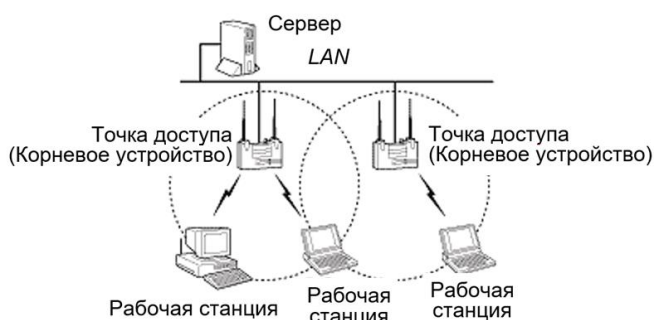 Сервер
LAN
Точка доступа
(Корневое устройство)
Точка доступа
(Корневое устройство)
Рабочая станция
Рабочая
станция
Рабочая
станция